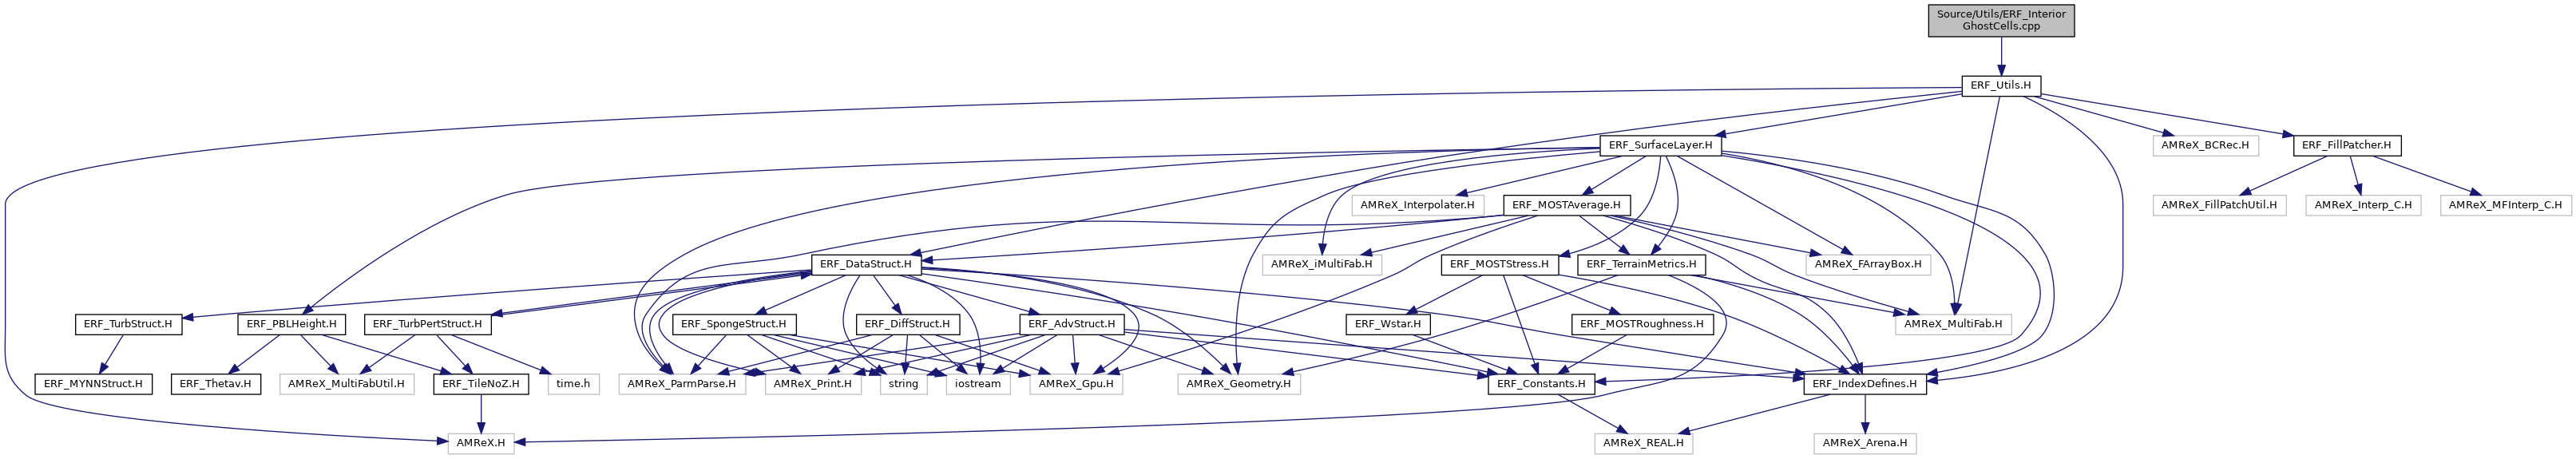 Source/Utils/ERF_Interior
GhostCells.cpp
ERF_Utils.H
ERF_SurfaceLayer.H
AMReX_BCRec.H
ERF_FillPatcher.H
AMReX_Interpolater.H
ERF_MOSTAverage.H
AMReX_FillPatchUtil.H
AMReX_Interp_C.H
AMReX_MFInterp_C.H
ERF_DataStruct.H
AMReX_iMultiFab.H
ERF_MOSTStress.H
ERF_TerrainMetrics.H
AMReX_FArrayBox.H
ERF_TurbStruct.H
ERF_PBLHeight.H
ERF_TurbPertStruct.H
ERF_SpongeStruct.H
ERF_DiffStruct.H
ERF_AdvStruct.H
ERF_Wstar.H
ERF_MOSTRoughness.H
AMReX_MultiFab.H
ERF_MYNNStruct.H
ERF_Thetav.H
AMReX_MultiFabUtil.H
ERF_TileNoZ.H
time.h
AMReX_ParmParse.H
AMReX_Print.H
string
iostream
AMReX_Gpu.H
AMReX_Geometry.H
ERF_Constants.H
ERF_IndexDefines.H
AMReX.H
AMReX_REAL.H
AMReX_Arena.H